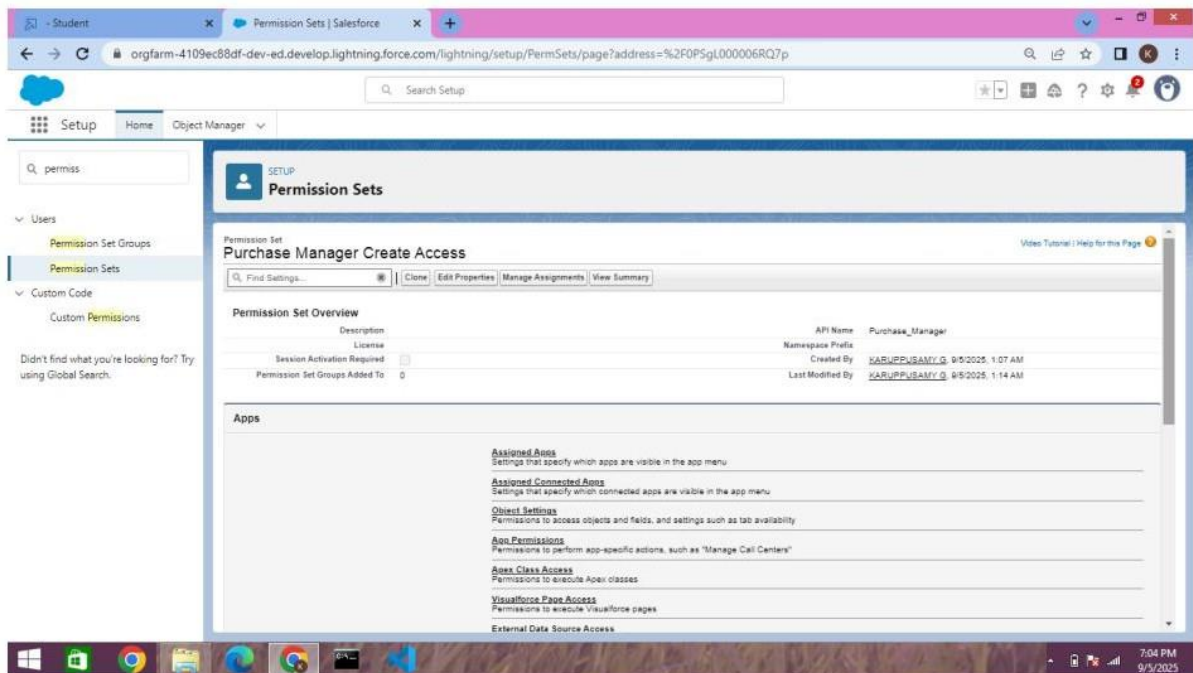 - Student
Permission Sets | Salesforce
orgfarm-4109ec88df-dev-ed.develop.lightning.force.com/lightning/setup/PermSets/page?address=%2F0PSgL000006RQ7p
K
Search Setup
2
Setup
Home
Object Manager
permiss
SETUP
Permission Sets
Users
Permission Set Groups
Permission Sets
Custom Code
Custom Permissions
Didn't find what you're looking for? Try
using Global Search.
Permission Set
Purchase Manager Create Access
Video Tutorial | Help for this Page
Find Settings...
Clone
Edit Properties
Manage Assignments
View Summary
Permission Set Overview
Description
API Name Purchase_Manager
License
Namespace Prefix
Session Activation Required
Created By KARUPPUSAMY G, 9/5/2025, 1:07 AM
Permission Set Groups Added To 0
Last Modified By KARUPPUSAMY G, 9/5/2025, 1:14 AM
Apps
Assigned Apps
Settings that specify which apps are visible in the app menu
Assigned Connected Apps
Settings that specify which connected apps are visible in the app menu
Object Settings
Permissions to access objects and fields, and settings such as tab availability
App Permissions
Permissions to perform app-specific actions, such as "Manage Call Centers"
Apex Class Access
Permissions to execute Apex classes
Visualforce Page Access
Permissions to execute Visualforce pages
External Data Source Access
7:04 PM
9/5/2025